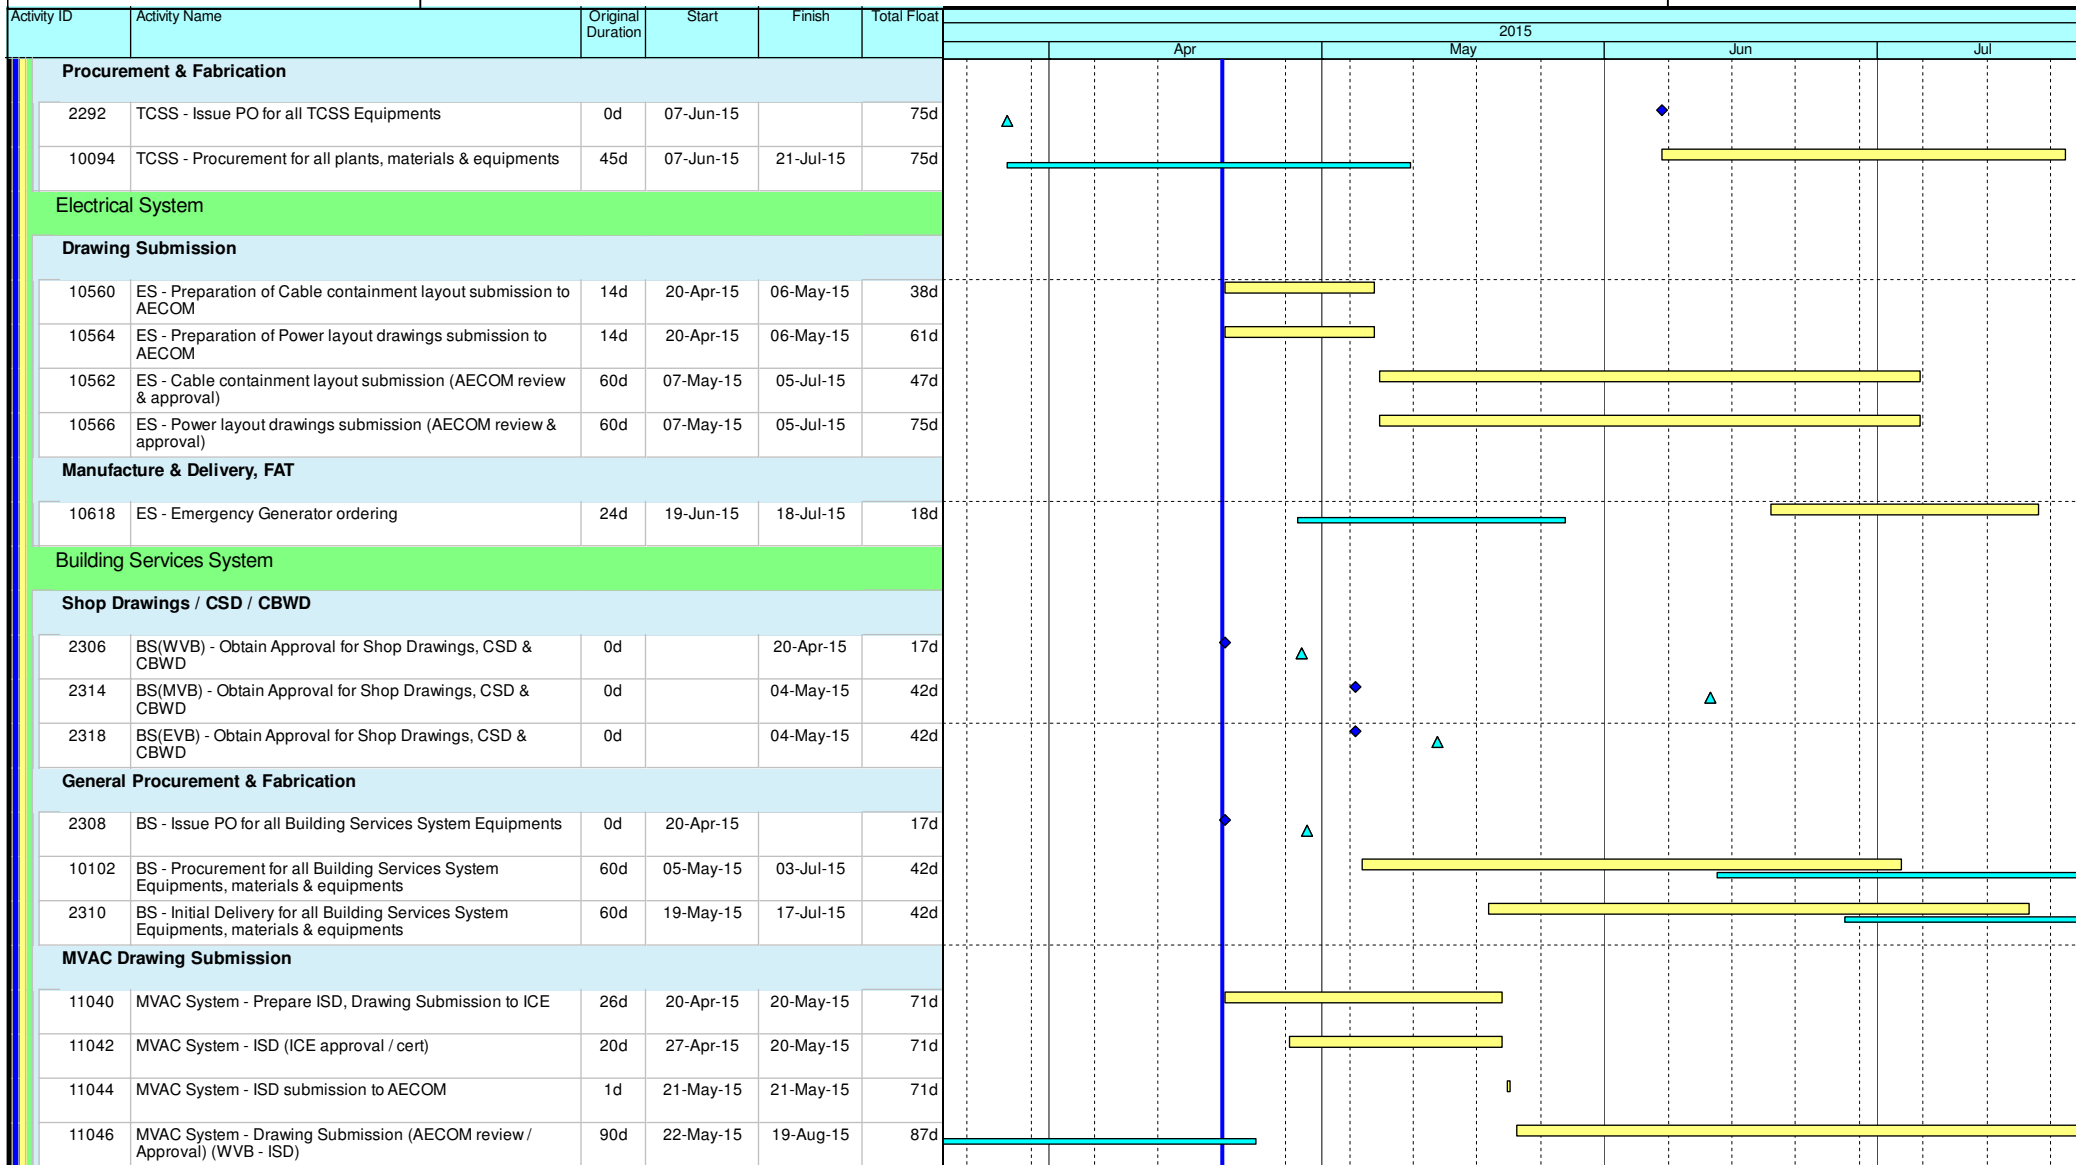 Activity ID Activity Name Original Duration Start Finish Total Float
2015
Apr May Jun Jul
Procurement & Fabrication
2292 TCSS - Issue PO for all TCSS Equipments 0d 07-Jun-15 75d
10094 TCSS - Procurement for all plants, materials & equipments 45d 07-Jun-15 21-Jul-15 75d
Electrical System
Drawing Submission
10560 ES - Preparation of Cable containment layout submission to 14d 20-Apr-15 06-May-15 38d
AECOM
10564 ES - Preparation of Power layout drawings submission to 14d 20-Apr-15 06-May-15 61d
AECOM
10562 ES - Cable containment layout submission (AECOM review 60d 07-May-15 05-Jul-15 47d
& approval)
10566 ES - Power layout drawings submission (AECOM review & 60d 07-May-15 05-Jul-15 75d
approval)
Manufacture & Delivery, FAT
10618 ES - Emergency Generator ordering 24d 19-Jun-15 18-Jul-15 18d
Building Services System
Shop Drawings / CSD / CBWD
2306 BS(WVB) - Obtain Approval for Shop Drawings, CSD & 0d 20-Apr-15 17d
CBWD
2314 BS(MVB) - Obtain Approval for Shop Drawings, CSD & 0d 04-May-15 42d
CBWD
2318 BS(EVB) - Obtain Approval for Shop Drawings, CSD & 0d 04-May-15 42d
CBWD
General Procurement & Fabrication
2308 BS - Issue PO for all Building Services System Equipments 0d 20-Apr-15 17d
10102 BS - Procurement for all Building Services System 60d 05-May-15 03-Jul-15 42d
Equipments, materials & equipments
2310 BS - Initial Delivery for all Building Services System 60d 19-May-15 17-Jul-15 42d
Equipments, materials & equipments
MVAC Drawing Submission
11040 MVAC System - Prepare ISD, Drawing Submission to ICE 26d 20-Apr-15 20-May-15 71d
11042 MVAC System - ISD (ICE approval / cert) 20d 27-Apr-15 20-May-15 71d
11044 MVAC System - ISD submission to AECOM 1d 21-May-15 21-May-15 71d
11046 MVAC System - Drawing Submission (AECOM review / 90d 22-May-15 19-Aug-15 87d
Approval) (WVB - ISD)